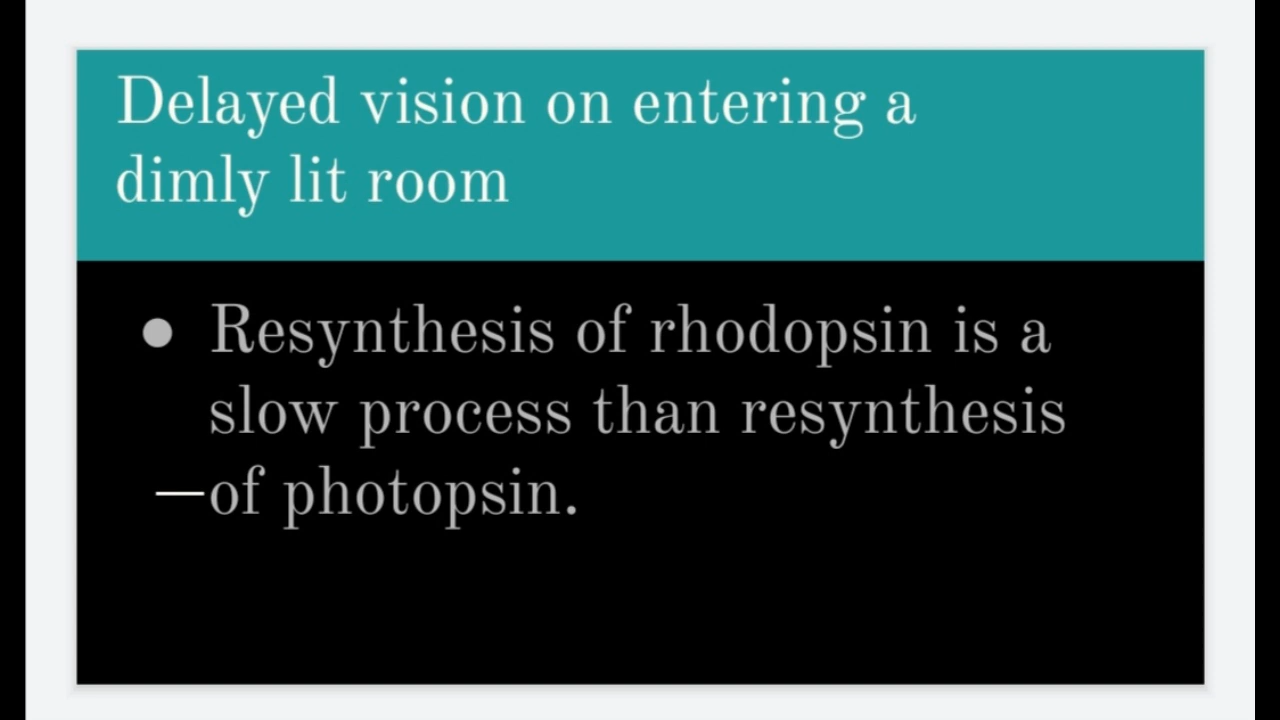 Delayed vision on entering a
dimly lit room
● Resynthesis of rhodopsin is a
slow process than resynthesis
—of photopsin.